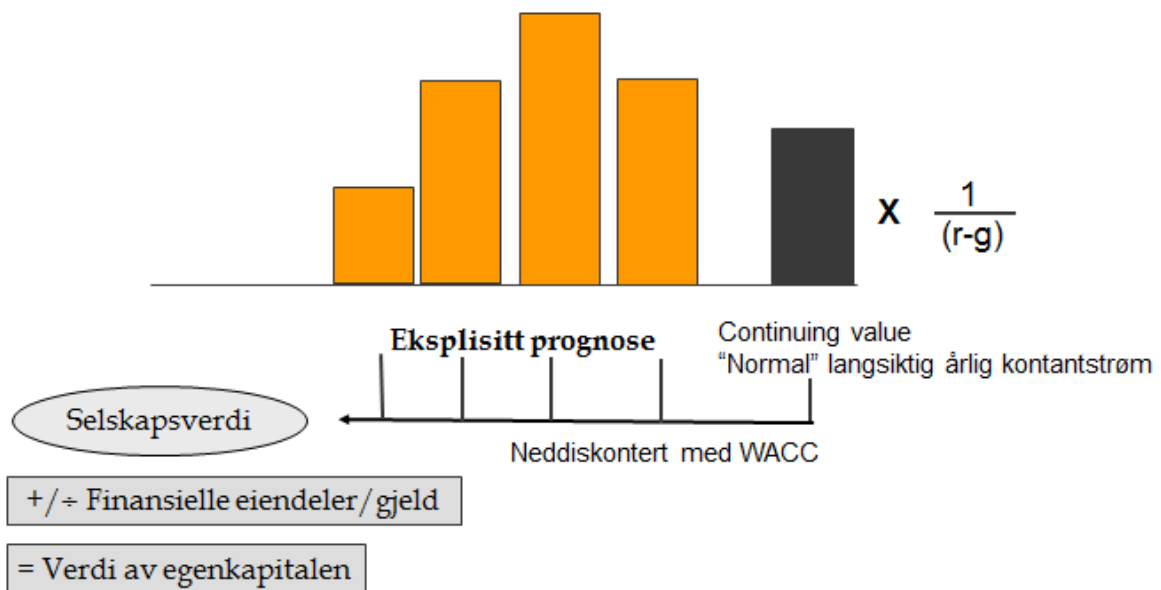 X
1
(r-g)
Eksplisitt prognose
Continuing value
“Normal” langsiktig årlig kontantstrøm
Selskapsverdi
Neddiskontert med WACC
+/÷ Finansielle eiendeler/gjeld
= Verdi av egenkapitalen